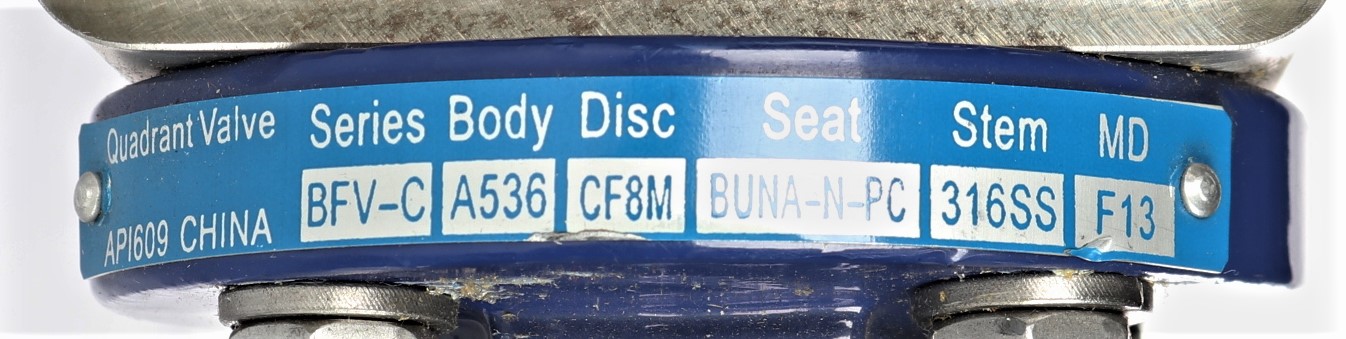 Quadrant Valve Series Body Disc Seat Stem MD
BFV-C A536 CF8M BUNA-N-PC 316SS F13
API609 CHINA